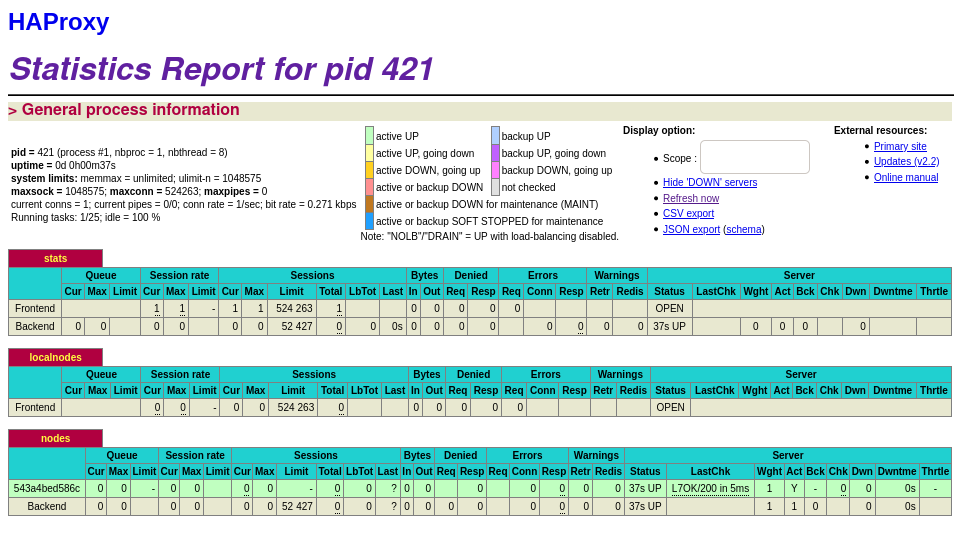 HAProxy
Statistics Report for pid 421
> General process information
pid = 421 (process #1, nbproc = 1, nbthread = 8)
uptime = 0d 0h00m37s
system limits: memmax = unlimited; ulimit-n = 1048575
maxsock = 1048575; maxconn = 524263; maxpipes = 0
current conns = 1; current pipes = 0/0; conn rate = 1/sec; bit rate = 0.271 kbps
Running tasks: 1/25; idle = 100 %
active UP backup UP
active UP, going down backup UP, going down
active DOWN, going up backup DOWN, going up
active or backup DOWN not checked
active or backup DOWN for maintenance (MAINT)
active or backup SOFT STOPPED for maintenance
Note: "NOLB"/"DRAIN" = UP with load-balancing disabled.
Display option:
• Scope :
• Hide 'DOWN' servers
• Refresh now
• CSV export
• JSON export (schema)
External resources:
• Primary site
• Updates (v2.2)
• Online manual
stats
Queue Session rate Sessions Bytes Denied Errors Warnings Server
Cur Max Limit Cur Max Limit Cur Max Limit Total LbTot Last In Out Req Resp Req Conn Resp Retr Redis Status LastChk Wght Act Bck Chk Dwn Dwntme Thrtle
Frontend 1 1 - 1 1 524 263 1 0 0 0 0 0 OPEN
Backend 0 0 0 0 0 0 52 427 0 0 0s 0 0 0 0 0 0 0 0 37s UP 0 0 0 0
localnodes
Queue Session rate Sessions Bytes Denied Errors Warnings Server
Cur Max Limit Cur Max Limit Cur Max Limit Total LbTot Last In Out Req Resp Req Conn Resp Retr Redis Status LastChk Wght Act Bck Chk Dwn Dwntme Thrtle
Frontend 0 0 - 0 0 524 263 0 0 0 0 0 0 OPEN
nodes
Queue Session rate Sessions Bytes Denied Errors Warnings Server
Cur Max Limit Cur Max Limit Cur Max Limit Total LbTot Last In Out Req Resp Req Conn Resp Retr Redis Status LastChk Wght Act Bck Chk Dwn Dwntme Thrtle
543a4bed586c 0 0 - 0 0 0 0 - 0 0 ? 0 0 0 0 0 0 0 37s UP L7OK/200 in 5ms 1 Y - 0 0 0s -
Backend 0 0 0 0 0 0 52 427 0 0 ? 0 0 0 0 0 0 0 0 37s UP 1 1 0 0 0s